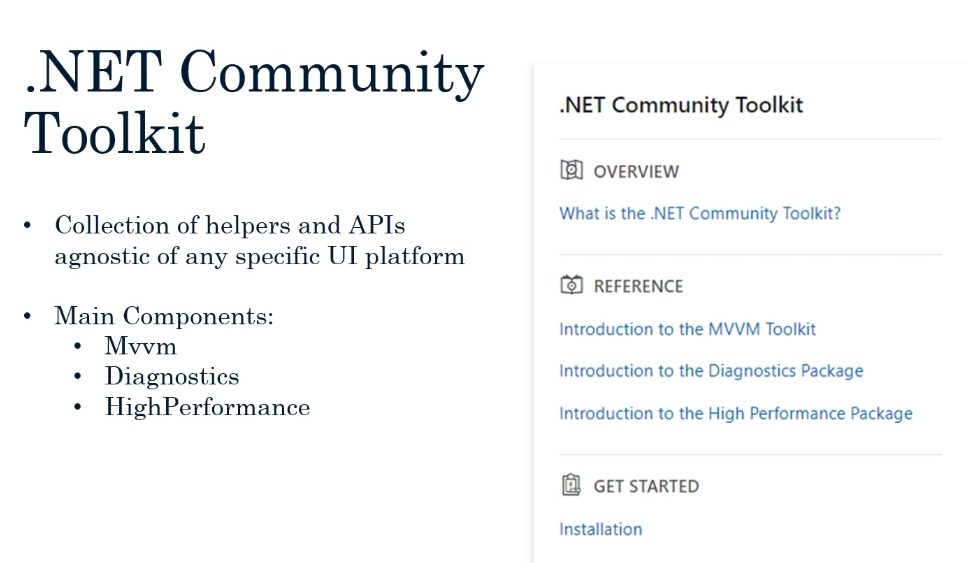 .NET Community
Toolkit
• Collection of helpers and APIs
agnostic of any specific UI platform
• Main Components:
• Mvvm
• Diagnostics
• HighPerformance
.NET Community Toolkit
OVERVIEW
What is the .NET Community Toolkit?
REFERENCE
Introduction to the MVVM Toolkit
Introduction to the Diagnostics Package
Introduction to the High Performance Package
GET STARTED
Installation